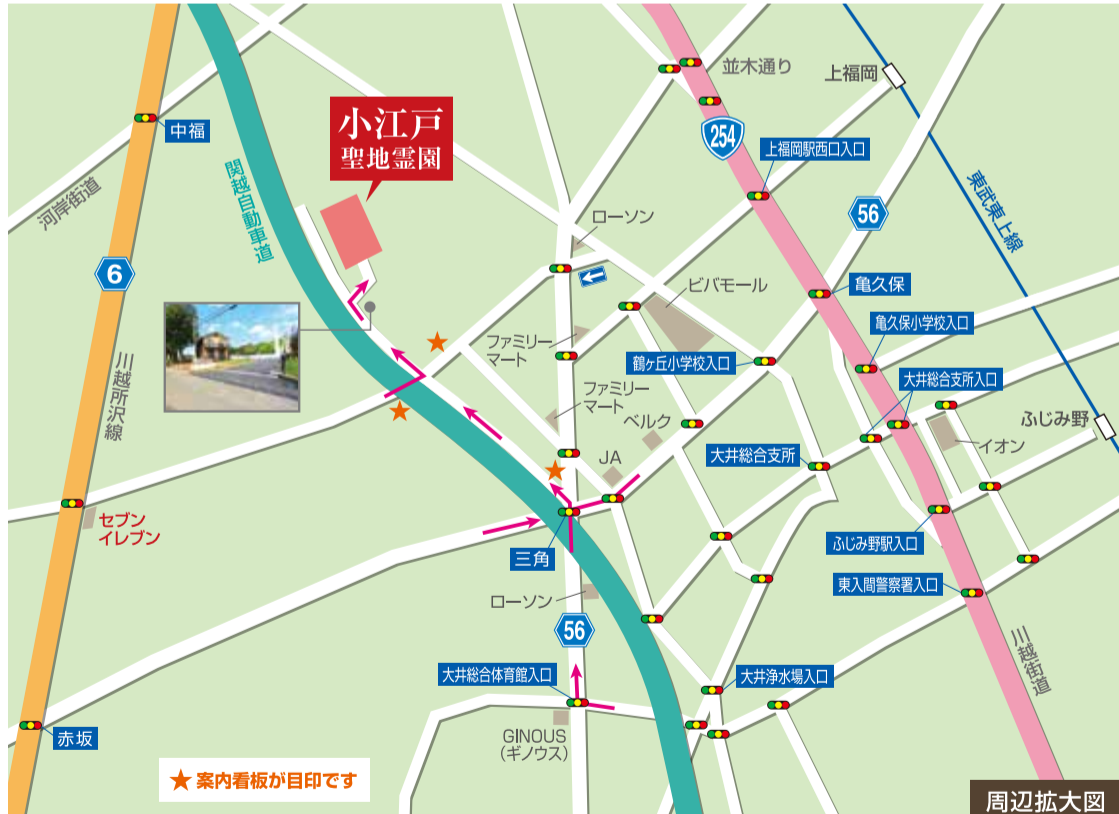 並木通り
上福岡
中福
小江戸
聖地霊園
254
上福岡駅西口入口
河岸街道
関越自動車道
ローソン
56
東武東上線
6
ビバモール
亀久保
亀久保小学校入口
ファミリー
マート
鶴ヶ丘小学校入口
大井総合支所入口
川越所沢線
ファミリー
マート
ベルク
ふじみ野
イオン
JA
大井総合支所
セブン
イレブン
三角
ふじみ野駅入口
東入間警察署入口
ローソン
56
川越街道
大井総合体育館入口
大井浄水場入口
赤坂
GINOUS
(ギノウス)
★ 案内看板が目印です
周辺拡大図